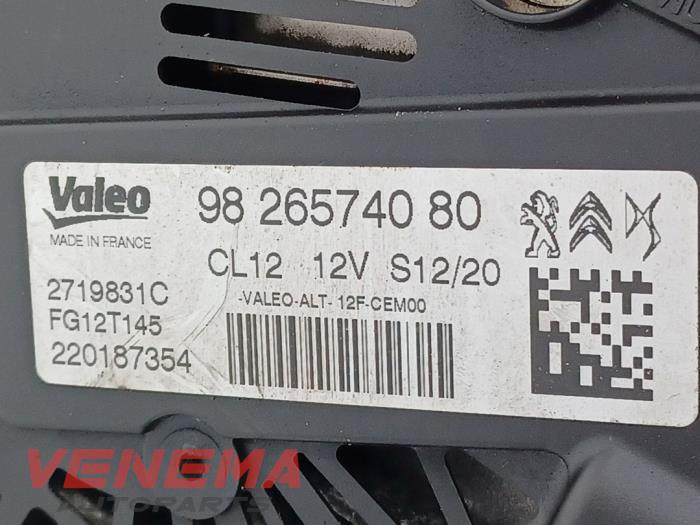 Valeo
MADE IN FRANCE
98 265740 80
CL12 12V S12/20
2719831C
FG12T145
220187354
-VALEO-ALT- 12F-CEM00
VENEMA
AUTOPARTS